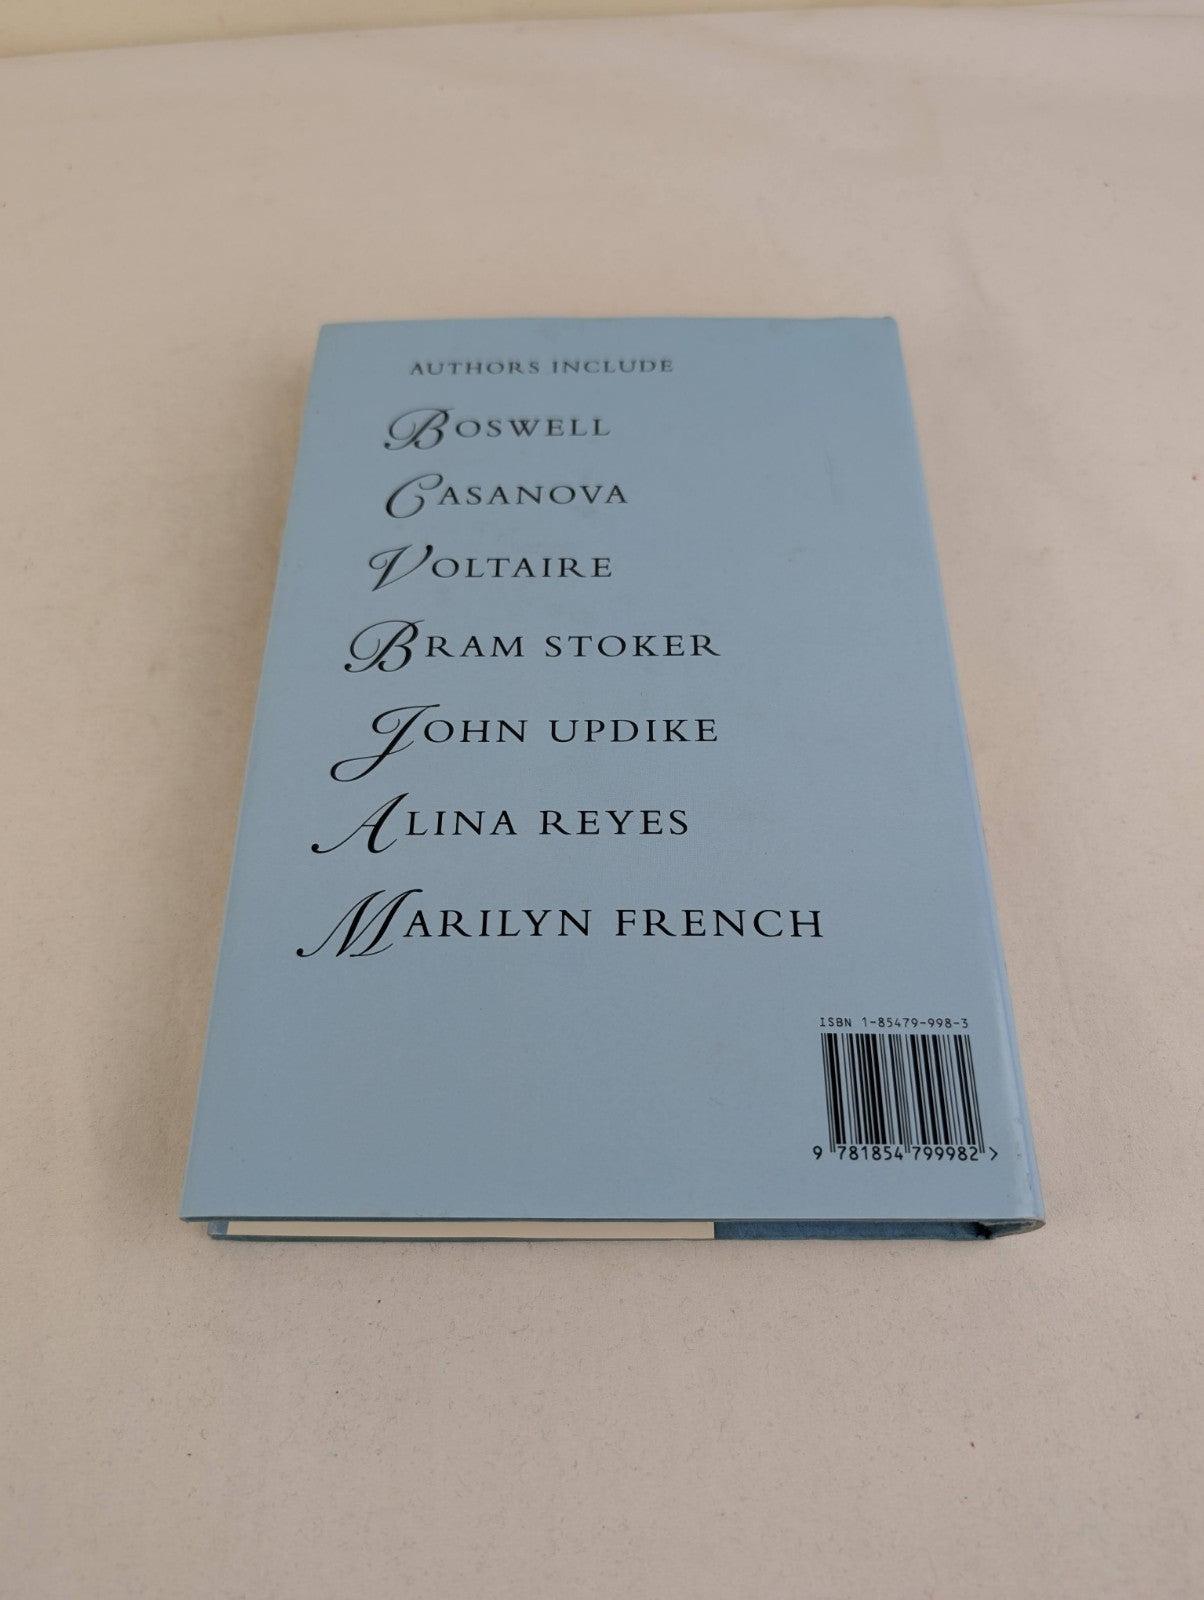 AUTHORS INCLUDE
BOSWELL
CASANOVA
VOLTAIRE
BRAM STOKER
JOHN UPDIKE
ALINA REYES
MARILYN FRENCH
ISBN 1-85479-998-3
9 781854 799982 >